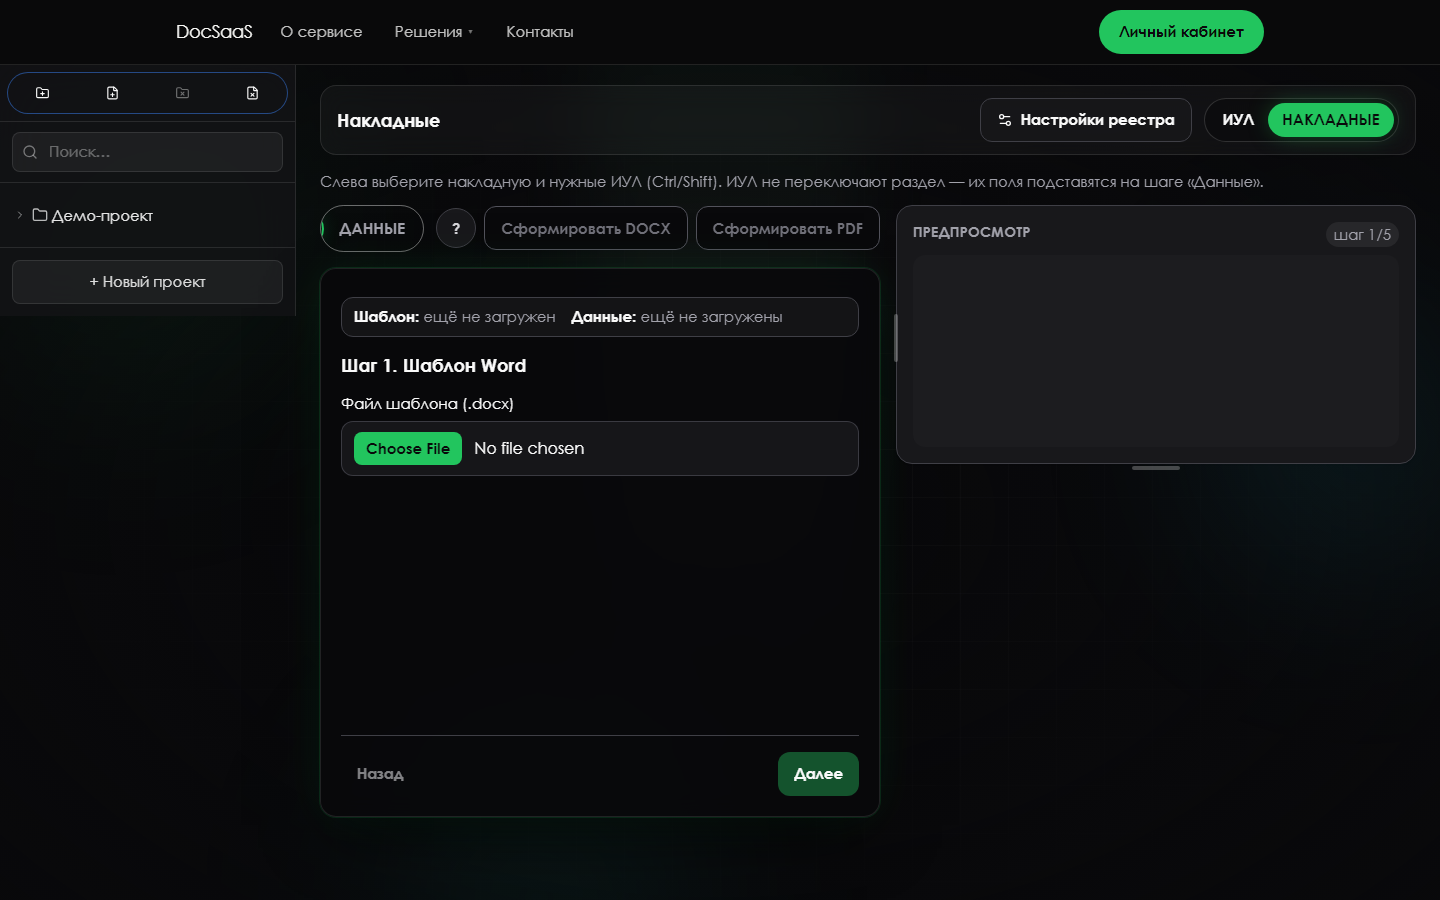 DocSaaS О сервисе Решения Контакты Личный кабинет
Поиск...
Демо-проект
+ Новый проект
Накладные Настройки реестра ИУЛ НАКЛАДНЫЕ
Слева выберите накладную и нужные ИУЛ (Ctrl/Shift). ИУЛ не переключают раздел — их поля подставятся на шаге «Данные».
ДАННЫЕ ? Сформировать DOCX Сформировать PDF
Шаблон: ещё не загружен Данные: ещё не загружены
Шаг 1. Шаблон Word
Файл шаблона (.docx)
Choose File No file chosen
Назад Далее
ПРЕДПРОСМОТР шаг 1/5